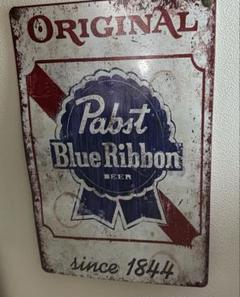 ORIGINAL
Pabst
Blue Ribbon
BEER
since 1844